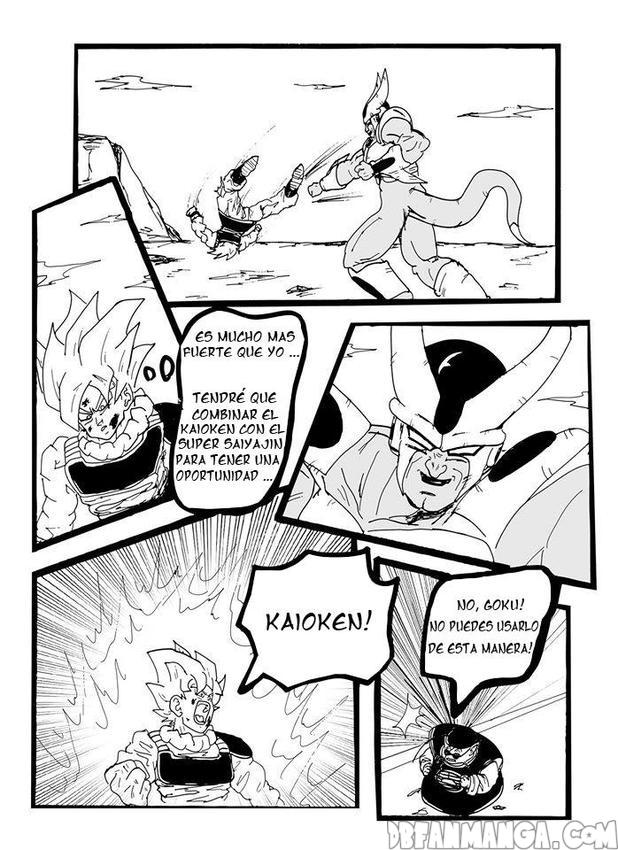 ES MUCHO MAS
FUERTE QUE YO ...
TENDRÉ QUE
COMBINAR EL
KAIOKEN CON EL
SUPER SAIYAJIN
PARA TENER UNA
OPORTUNIDAD ...
KAIOKEN!
NO, GOKU!
NO PUEDES USARLO
DE ESTA MANERA!
DBFANMANGA.COM